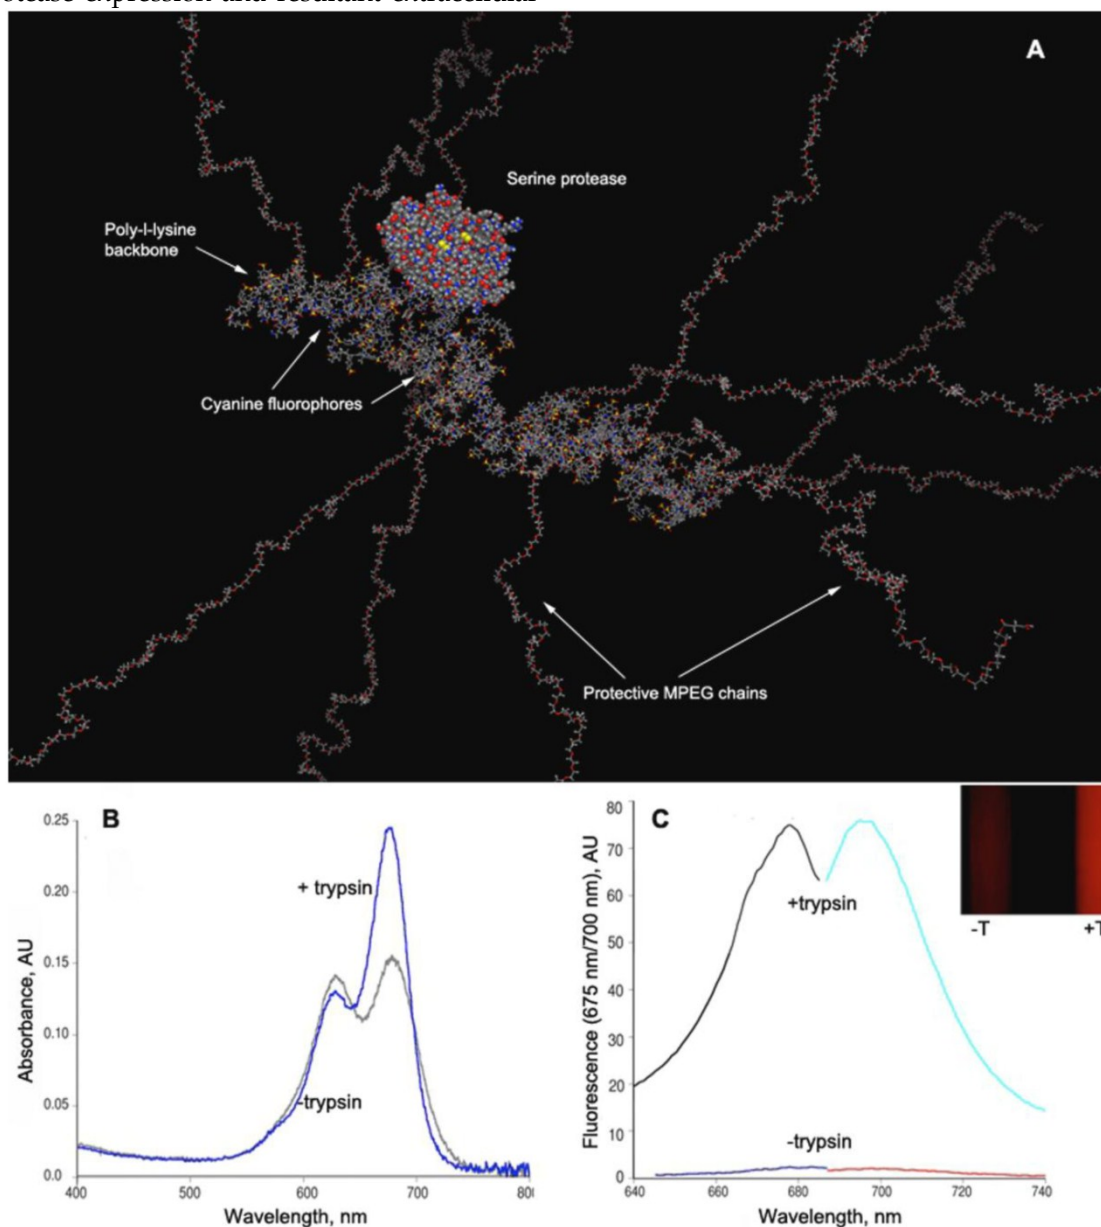 A
Serine protease
Poly-l-lysine
backbone
Cyanine fluorophores
Protective MPEG chains
B
0.25
0.20
0.15
0.10
0.05
0.0
+ trypsin
-trypsin
Absorbance, AU
400
500
600
700
Wavelength, nm
C
80
70
60
50
40
30
20
10
0
+trypsin
-trypsin
Fluorescence (675 nm/700 nm), AU
640
660
680
700
720
740
Wavelength, nm
-T
+T